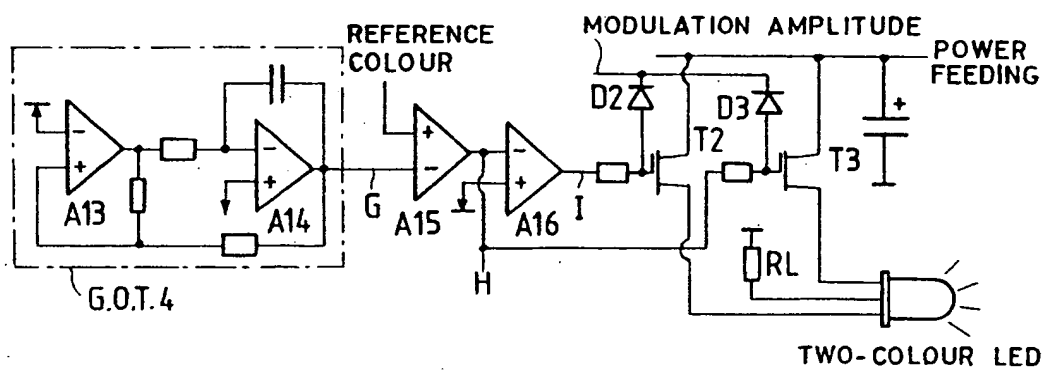 REFERENCE
COLOUR
MODULATION AMPLITUDE
POWER
FEEDING
D2
D3
T2
T3
-
+
A13
-
+
A14
G
+
-
A15
-
+
A16
I
+
H
RL
G.O.T. 4
TWO-COLOUR LED